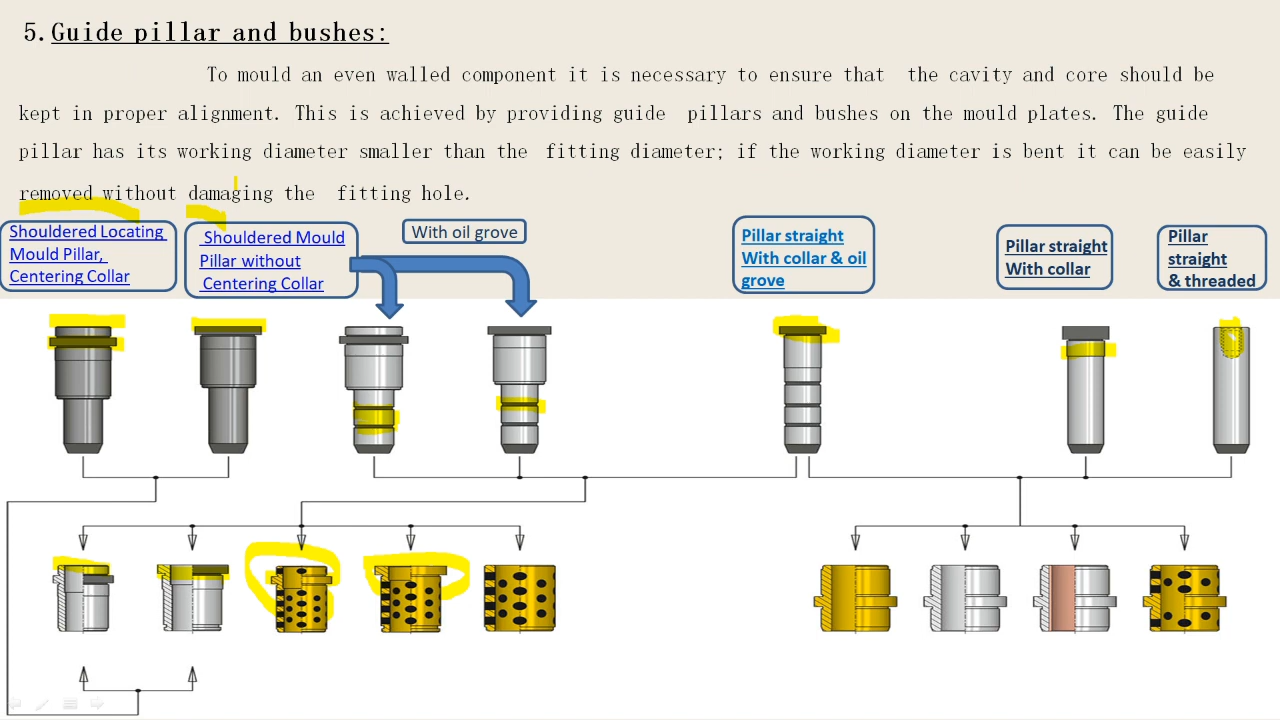 5. Guide pillar and bushes:
To mould an even walled component it is necessary to ensure that the cavity and core should be
kept in proper alignment. This is achieved by providing guide pillars and bushes on the mould plates. The guide
pillar has its working diameter smaller than the fitting diameter; if the working diameter is bent it can be easily
removed without damaging the fitting hole.
Shouldered Locating
Mould Pillar,
Centering Collar
Shouldered Mould
Pillar without
Centering Collar
With oil grove
Pillar straight
With collar & oil
grove
Pillar straight
With collar
Pillar
straight
& threaded